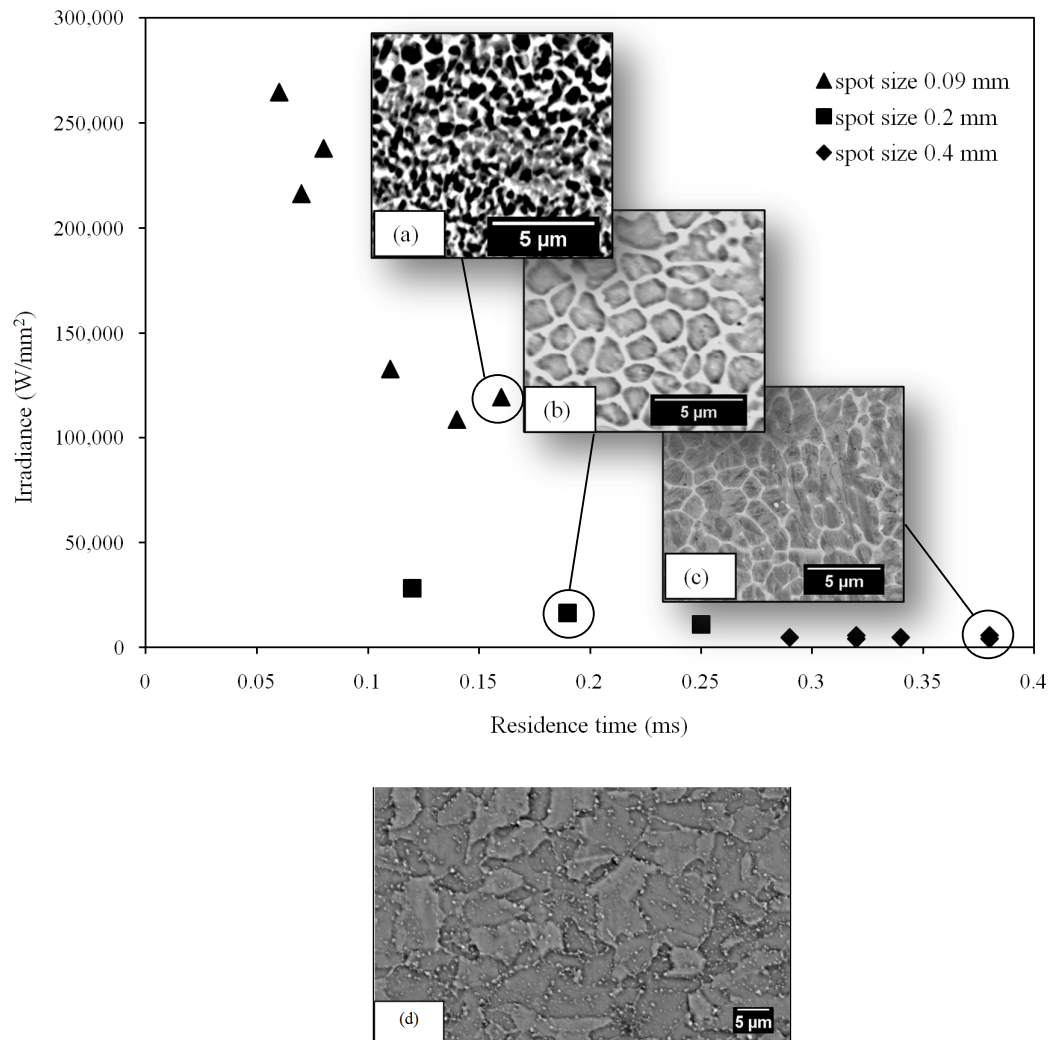 300,000
250,000
200,000
150,000
100,000
50,000
0
Irradiance (W/mm²)
▲ spot size 0.09 mm
■ spot size 0.2 mm
◆ spot size 0.4 mm
(a)
5 µm
(b)
5 µm
(c)
5 µm
0 0.05 0.1 0.15 0.2 0.25 0.3 0.35 0.4
Residence time (ms)
(d)
5 µm